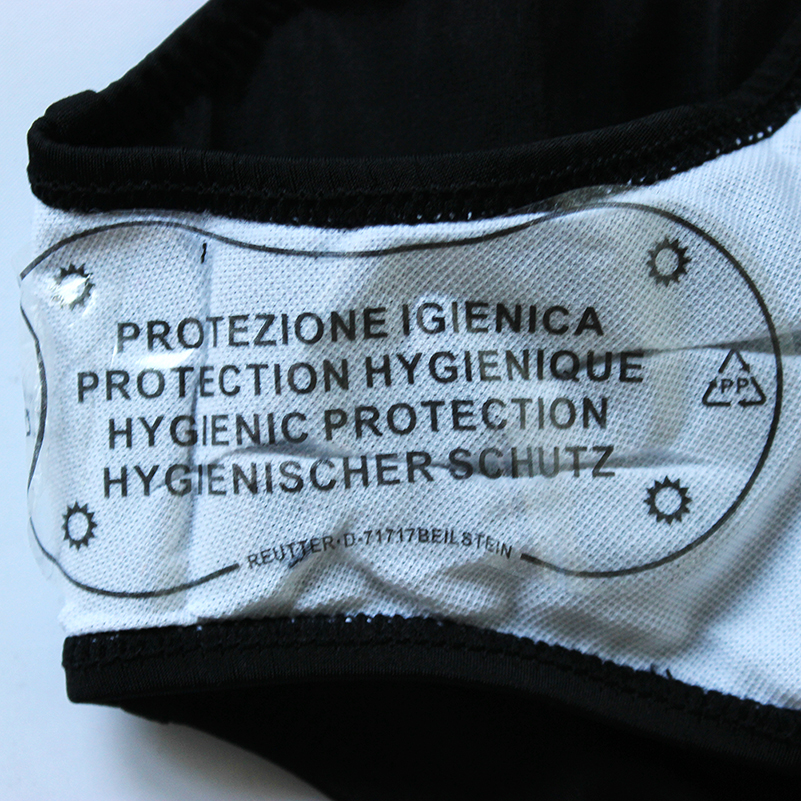 PROTEZIONE IGIENICA
PROTECTION HYGIENIQUE
HYGIENIC PROTECTION
HYGIENISCHER SCHUTZ
REUTTER·D-71717BEILSTEIN
PP